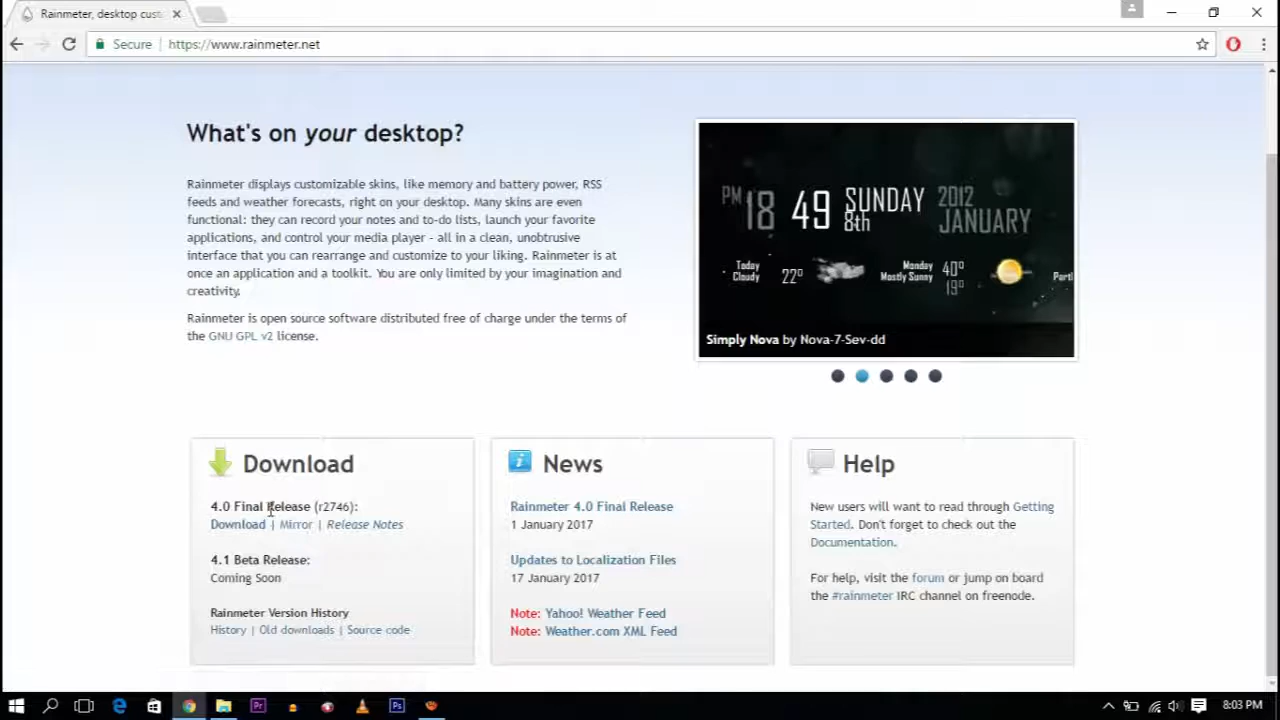 Rainmeter, desktop cust
Secure
https://www.rainmeter.net
What's on your desktop?
Rainmeter displays customizable skins, like memory and battery power, RSS
feeds and weather forecasts, right on your desktop. Many skins are even
functional: they can record your notes and to-do lists, launch your favorite
applications, and control your media player - all in a clean, unobtrusive
interface that you can rearrange and customize to your liking. Rainmeter is at
once an application and a toolkit. You are only limited by your imagination and
creativity.
Rainmeter is open source software distributed free of charge under the terms of
the GNU GPL v2 license.
PM 18 49 SUNDAY 8th 2012 JANUARY
Today
Cloudy
22°
Monday
Mostly Sunny
40°
19°
Parti
Simply Nova by Nova-7-Sev-dd
Download
4.0 Final Release (r2746):
Download | Mirror | Release Notes
4.1 Beta Release:
Coming Soon
Rainmeter Version History
History | Old downloads | Source code
News
Rainmeter 4.0 Final Release
1 January 2017
Updates to Localization Files
17 January 2017
Note: Yahoo! Weather Feed
Note: Weather.com XML Feed
Help
New users will want to read through Getting
Started. Don't forget to check out the
Documentation.
For help, visit the forum or jump on board
the #rainmeter IRC channel on freenode.
Pr
Ps
8:03 PM